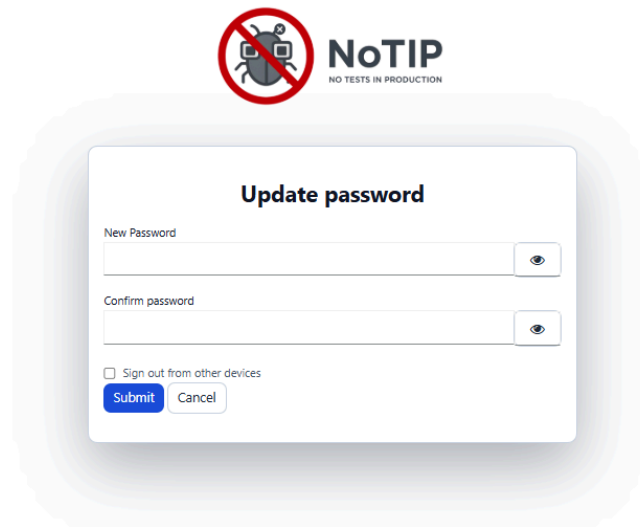 NoTIP
NO TESTS IN PRODUCTION
Update password
New Password
Confirm password
Sign out from other devices
Submit Cancel